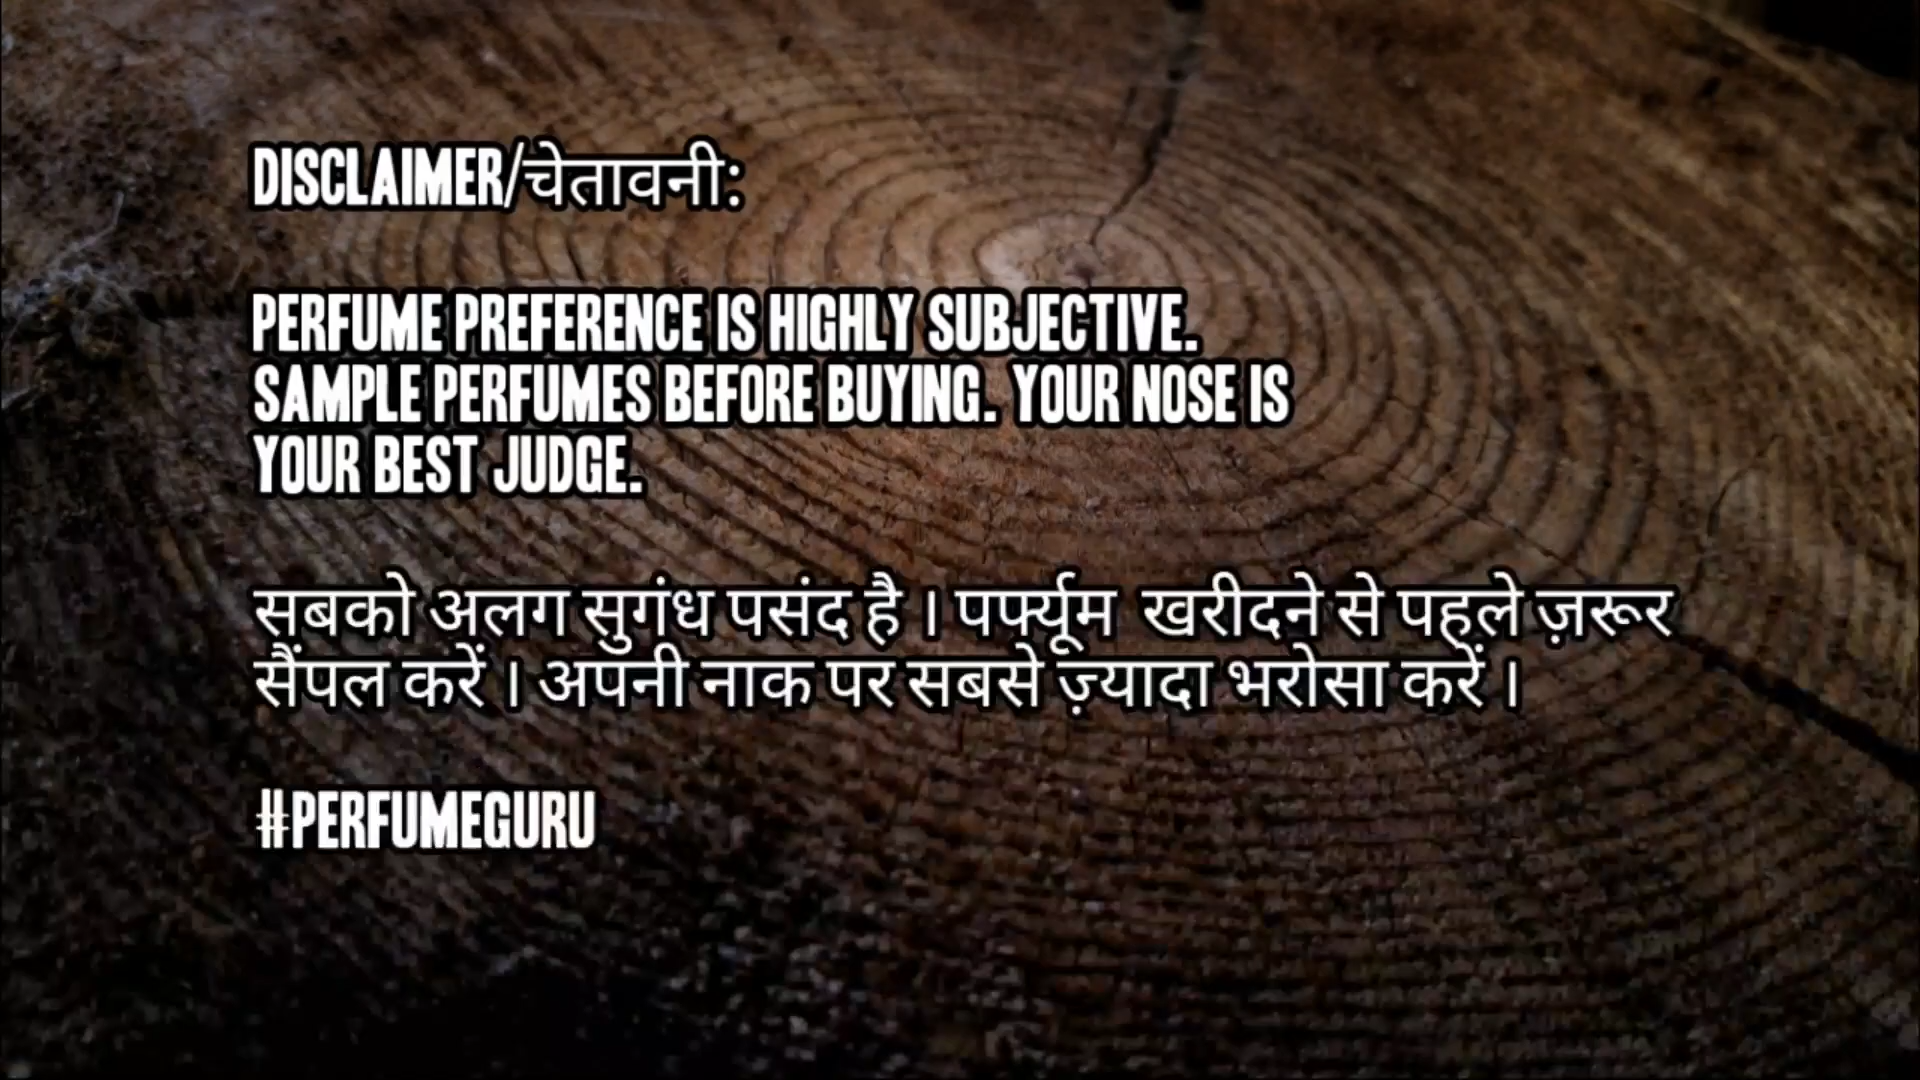 DISCLAIMER/चेतावनी:
PERFUME PREFERENCE IS HIGHLY SUBJECTIVE.
SAMPLE PERFUMES BEFORE BUYING. YOUR NOSE IS
YOUR BEST JUDGE.
सबको अलग सुगंध पसंद है । पर्फ्यूम खरीदने से पहले ज़रूर
सैंपल करें । अपनी नाक पर सबसे ज़्यादा भरोसा करें ।
#PERFUMEGURU